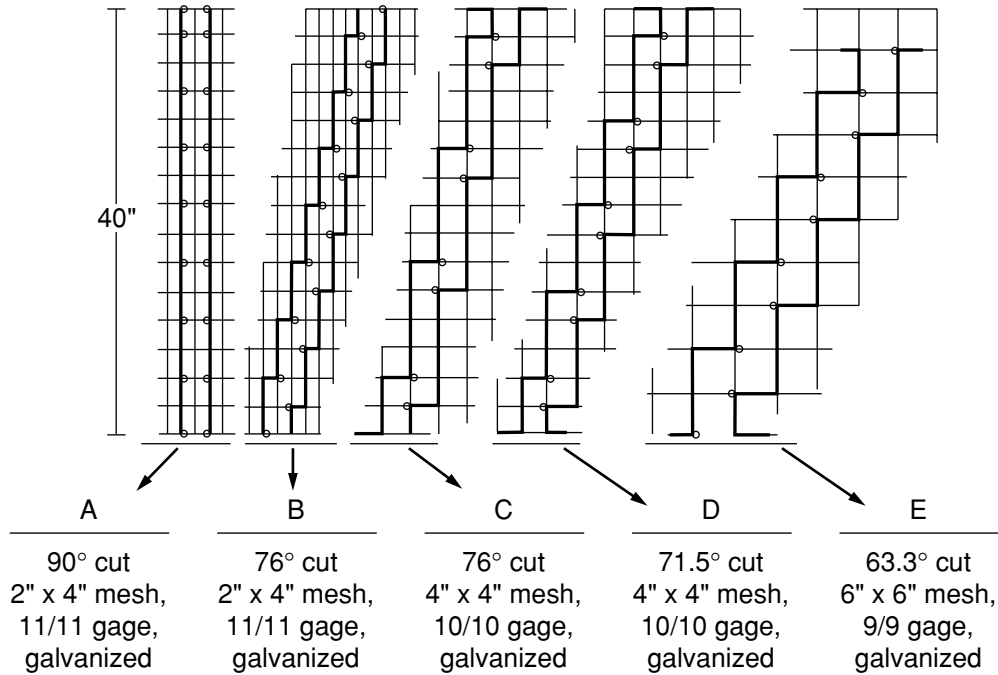 40"
A
90° cut
2" x 4" mesh,
11/11 gage,
galvanized
B
76° cut
2" x 4" mesh,
11/11 gage,
galvanized
C
76° cut
4" x 4" mesh,
10/10 gage,
galvanized
D
71.5° cut
4" x 4" mesh,
10/10 gage,
galvanized
E
63.3° cut
6" x 6" mesh,
9/9 gage,
galvanized